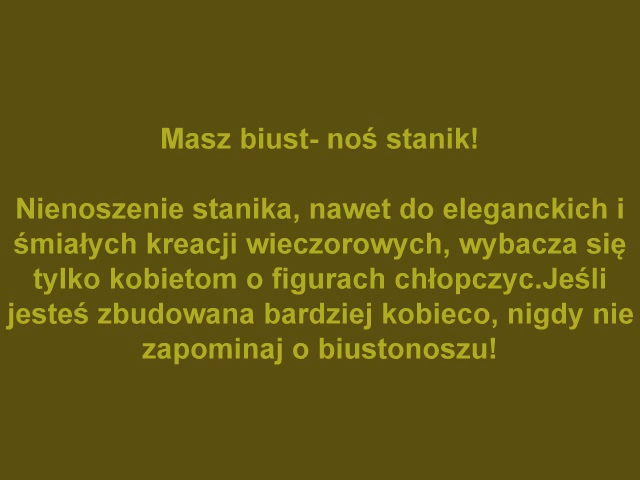 Masz biust- noś stanik!
Nienoszenie stanika, nawet do eleganckich i
śmiałych kreacji wieczorowych, wybacza się
tylko kobietom o figurach chłopczyc.Jeśli
jesteś zbudowana bardziej kobieco, nigdy nie
zapominaj o biustonoszu!